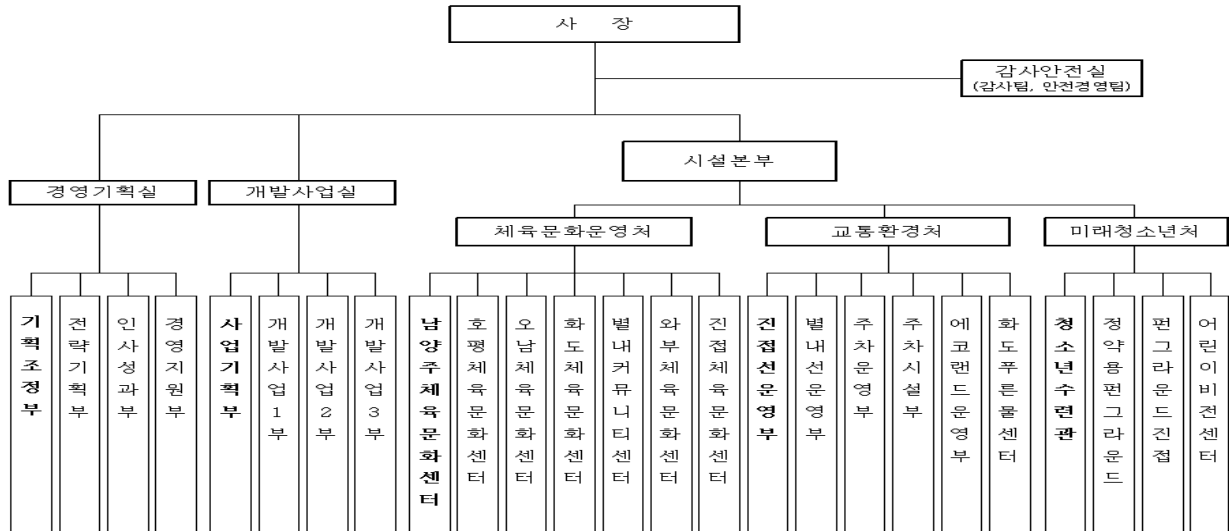 사 장
감사안전실
(감사팀, 안전경영팀)
시설본부
경영기획실
개발사업실
체육문화운영처
교통환경처
미래청소년처
기획조정부
전략기획부
인사성과부
경영지원부
사업기획부
개발사업1부
개발사업2부
개발사업3부
남양주체육문화센터
호평체육문화센터
오남체육문화센터
화도체육문화센터
별내커뮤니티센터
와부체육문화센터
진접체육문화센터
진접선운영부
별내선운영부
주차운영부
주차시설부
에코랜드운영부
화도푸른물센터
청소년수련관
정약용펀그라운드
펀그라운드진접
어린이비전센터